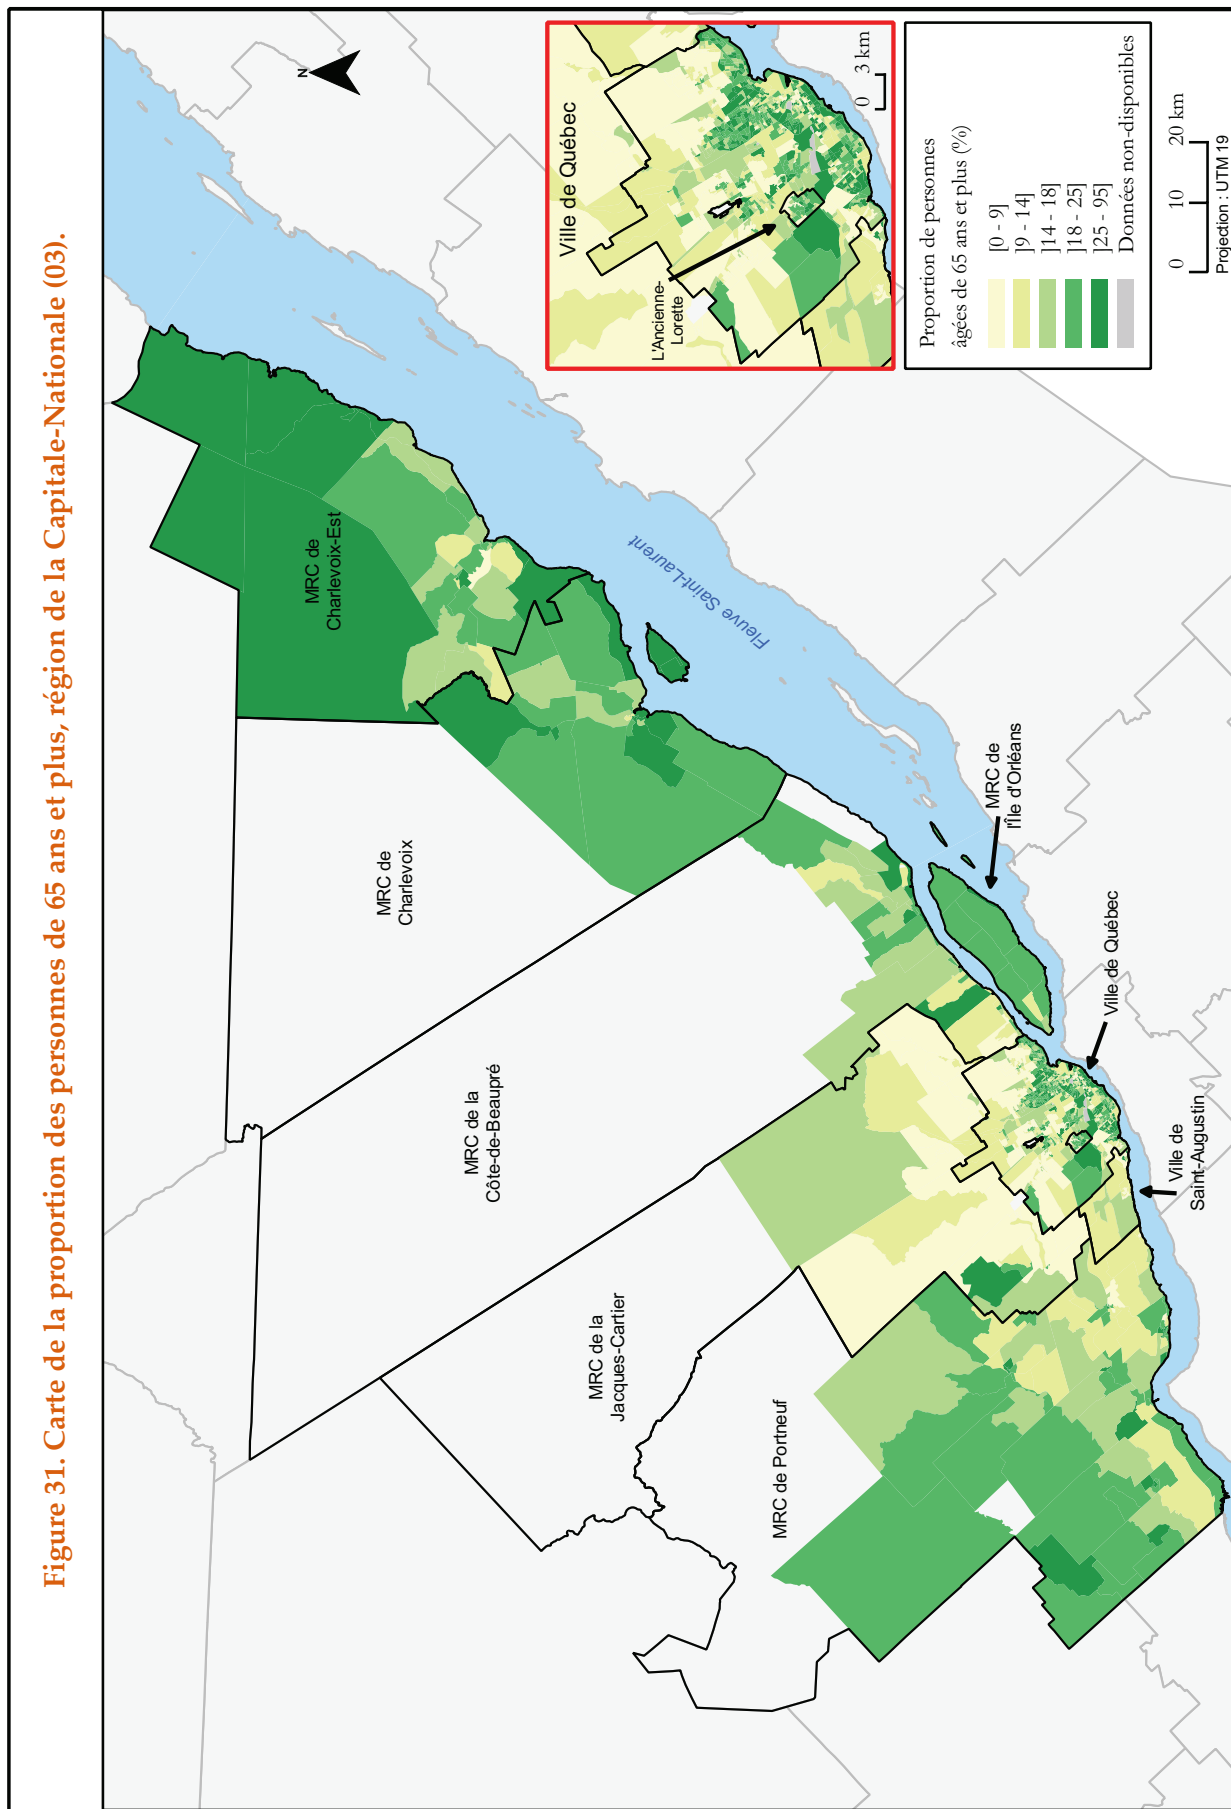 Figure 31. Carte de la proportion des personnes de 65 ans et plus, région de la Capitale-Nationale (03).
N
MRC de
Charlevoix-Est
MRC de
Charlevoix
MRC de la
Côte-de-Beaupré
MRC de la
Jacques-Cartier
MRC de Portneuf
Fleuve Saint-Laurent
MRC de
l'Île d'Orléans
Ville de Québec
Ville de
Saint-Augustin
Ville de Québec
L'Ancienne-
Lorette
0 3 km
Proportion de personnes
âgées de 65 ans et plus (%)
[0 - 9]
]9 - 14]
]14 - 18]
]18 - 25]
]25 - 95]
Données non-disponibles
0 10 20 km
Projection : UTM 19